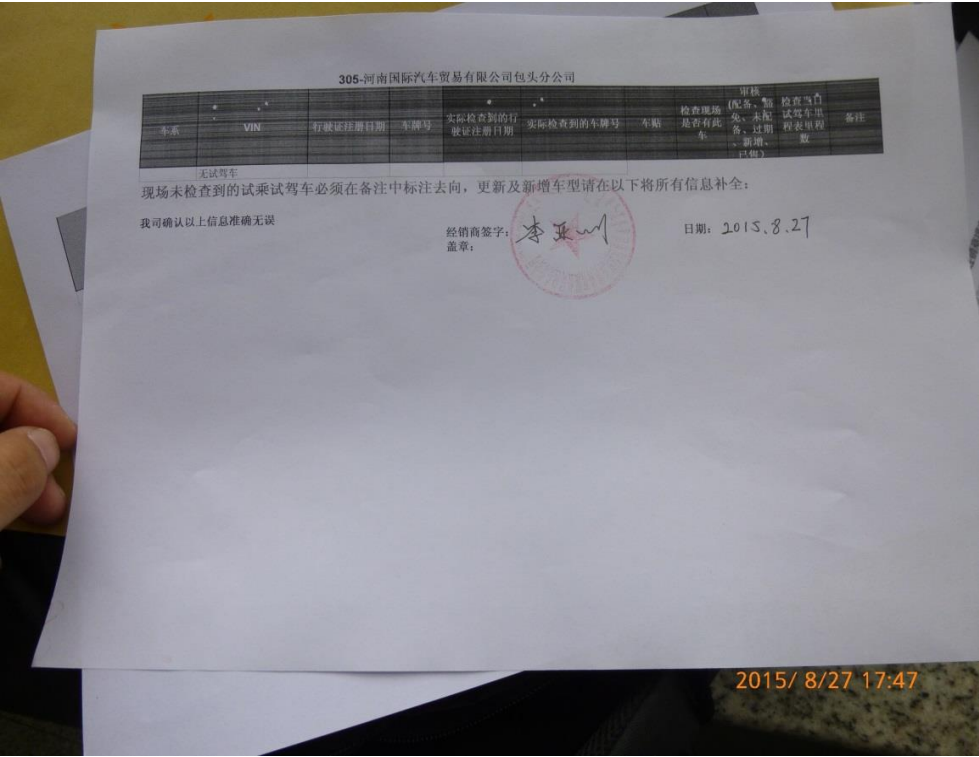 305-河南国际汽车贸易有限公司包头分公司
车系 VIN 行驶证注册日期 车牌号 实际检查到的行驶证注册日期 实际检查到的车牌号 车贴 检查现场是否有此车 审核(配备、豁免、未配备、过期、新增、已售) 检查当日试驾车里程表里程数 备注
无试驾车
现场未检查到的试乘试驾车必须在备注中标注去向，更新及新增车型请在以下将所有信息补全：
我司确认以上信息准确无误
经销商签字： 李亚川 日期：2015.8.27
盖章：
2015/ 8/27 17:47